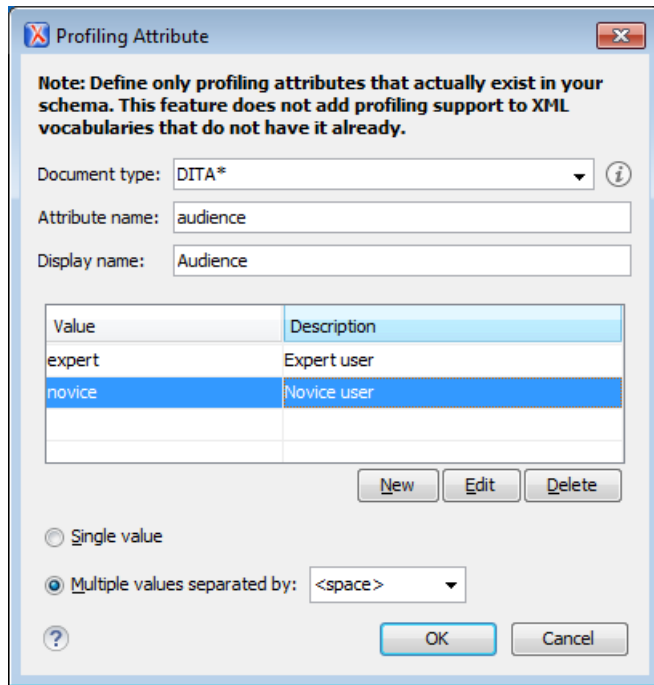 Profiling Attribute
Note: Define only profiling attributes that actually exist in your
schema. This feature does not add profiling support to XML
vocabularies that do not have it already.
Document type: DITA*
Attribute name: audience
Display name: Audience
Value Description
expert Expert user
novice Novice user
New Edit Delete
Single value
Multiple values separated by: <space>
OK Cancel